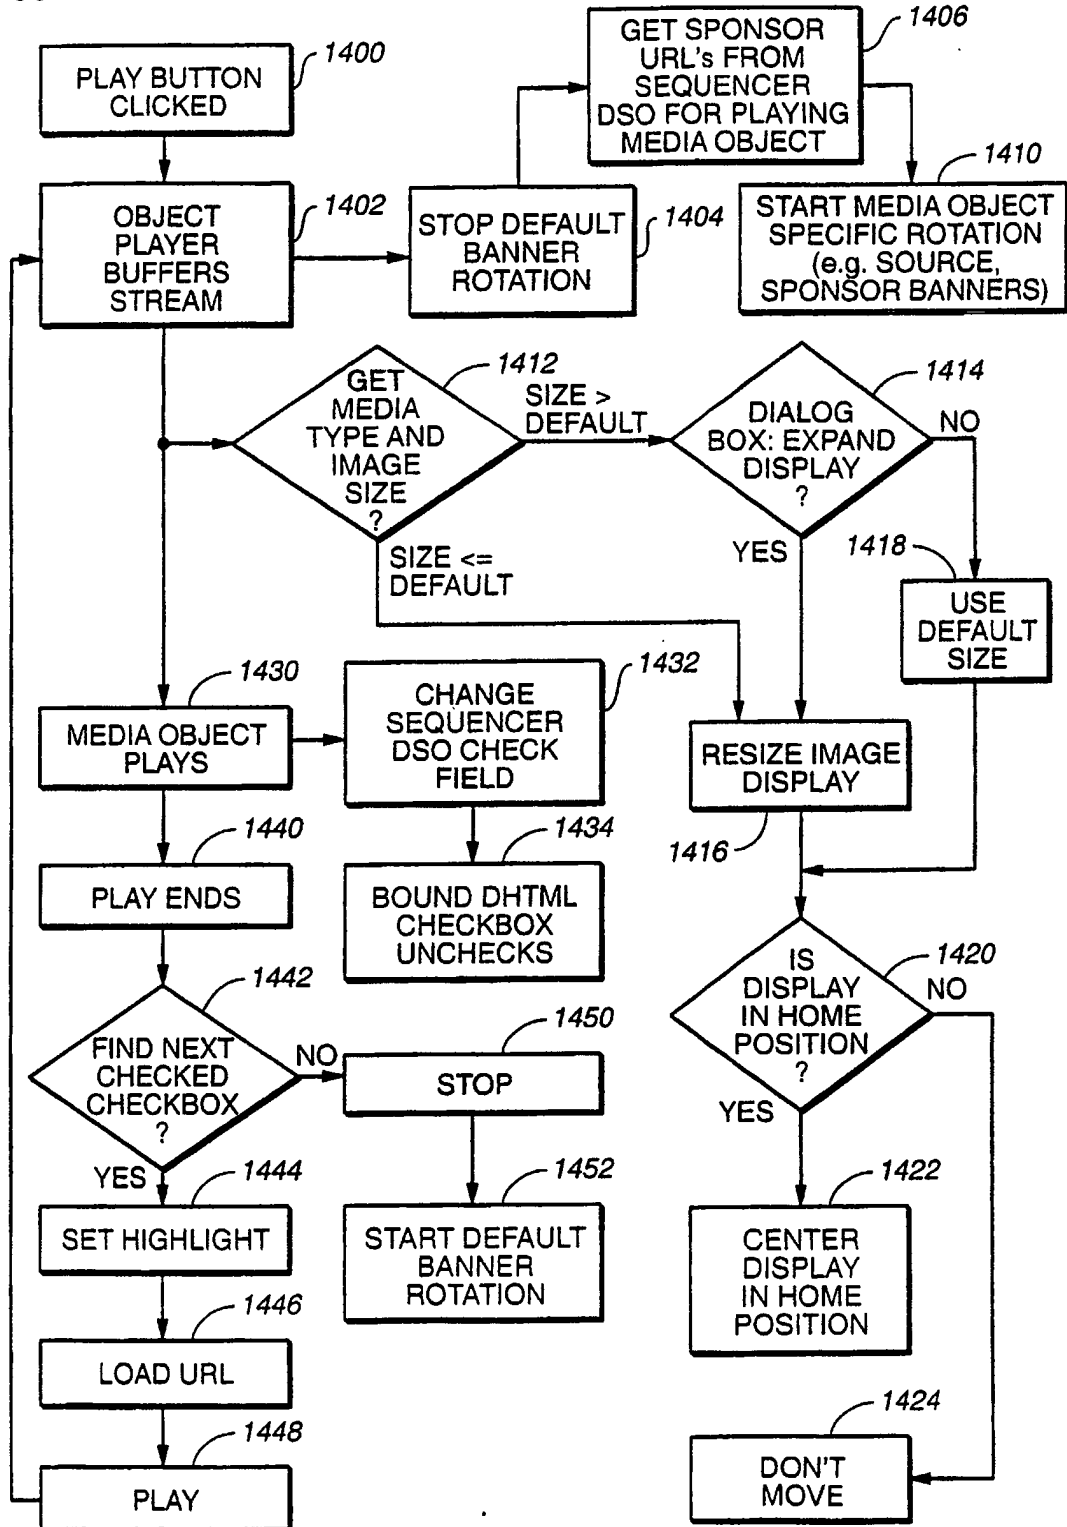 1400
PLAY BUTTON
CLICKED
1406
GET SPONSOR
URL's FROM
SEQUENCER
DSO FOR PLAYING
MEDIA OBJECT
1402
OBJECT
PLAYER
BUFFERS
STREAM
1404
STOP DEFAULT
BANNER
ROTATION
1410
START MEDIA OBJECT
SPECIFIC ROTATION
(e.g. SOURCE,
SPONSOR BANNERS)
1412
GET
MEDIA
TYPE AND
IMAGE
SIZE
?
SIZE >
DEFAULT
SIZE <=
DEFAULT
1414
DIALOG
BOX: EXPAND
DISPLAY
?
NO
YES
1418
USE
DEFAULT
SIZE
1430
MEDIA OBJECT
PLAYS
1432
CHANGE
SEQUENCER
DSO CHECK
FIELD
RESIZE IMAGE
DISPLAY
1416
1440
PLAY ENDS
1434
BOUND DHTML
CHECKBOX
UNCHECKS
1420
IS
DISPLAY
IN HOME
POSITION
?
NO
YES
1442
FIND NEXT
CHECKED
CHECKBOX
?
NO
YES
1450
STOP
1444
SET HIGHLIGHT
1452
START DEFAULT
BANNER
ROTATION
1422
CENTER
DISPLAY
IN HOME
POSITION
1446
LOAD URL
1448
PLAY
1424
DON'T
MOVE